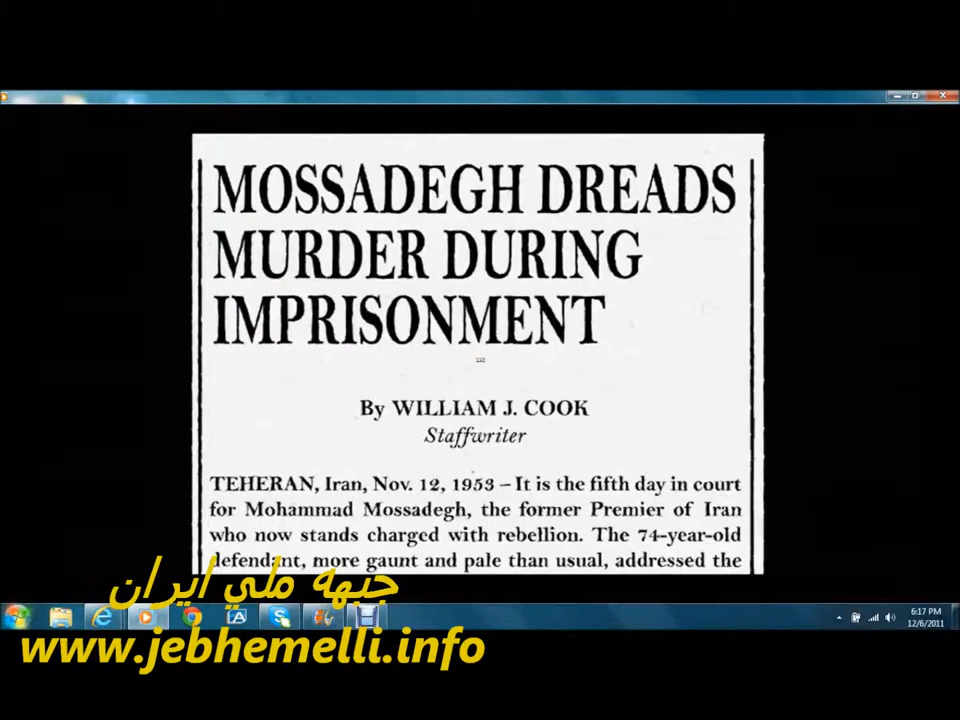 MOSSADEGH DREADS
MURDER DURING
IMPRISONMENT
By WILLIAM J. COOK
Staffwriter
TEHERAN, Iran, Nov. 12, 1953 – It is the fifth day in court
for Mohammad Mossadegh, the former Premier of Iran
who now stands charged with rebellion. The 74-year-old
defendant, more gaunt and pale than usual, addressed the
جبهه ملي ايران
6:17 PM
12/6/2011
www.jebhemelli.info